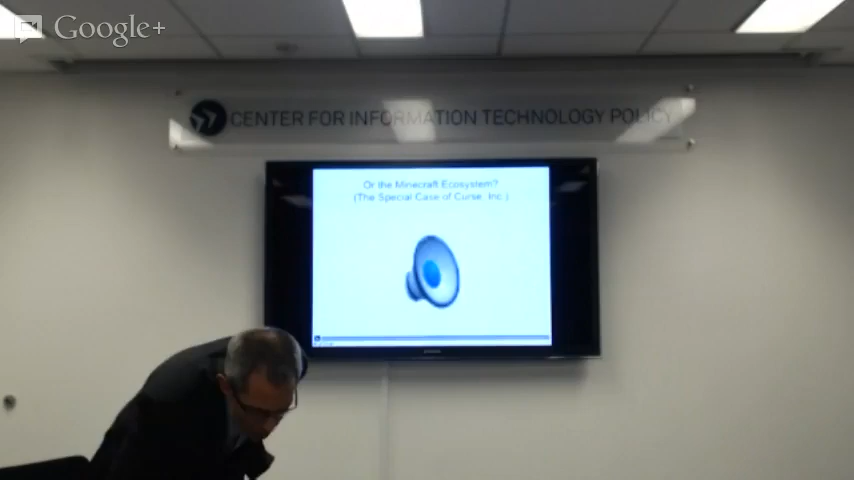 Google+
CENTER FOR INFORMATION TECHNOLOGY POLICY
Or the Minecraft Ecosystem?
(The Special Case of Curse, Inc.)